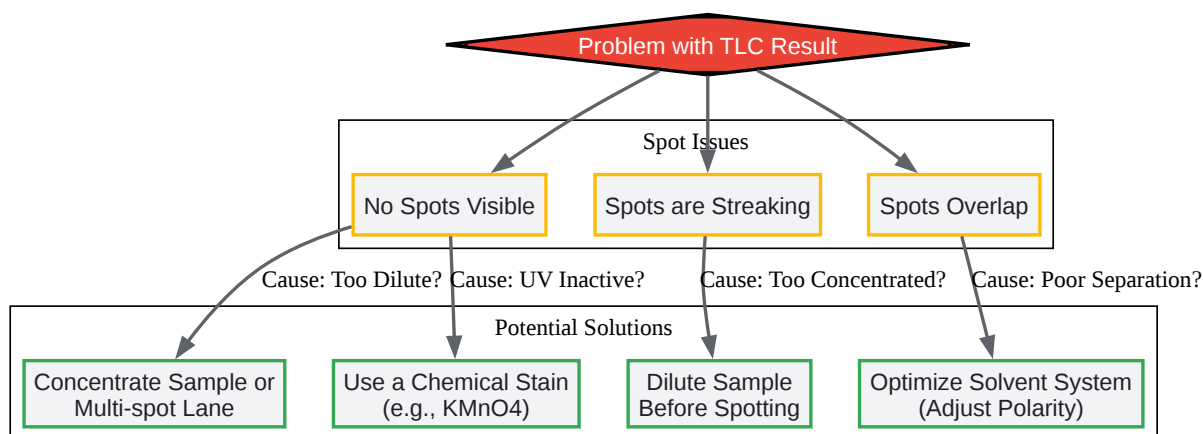 Problem with TLC Result
Spot Issues
No Spots Visible
Spots are Streaking
Spots Overlap
Cause: Too Dilute?
Cause: UV Inactive?
Cause: Too Concentrated?
Cause: Poor Separation?
Potential Solutions
Concentrate Sample or
Multi-spot Lane
Use a Chemical Stain
(e.g., KMnO4)
Dilute Sample
Before Spotting
Optimize Solvent System
(Adjust Polarity)